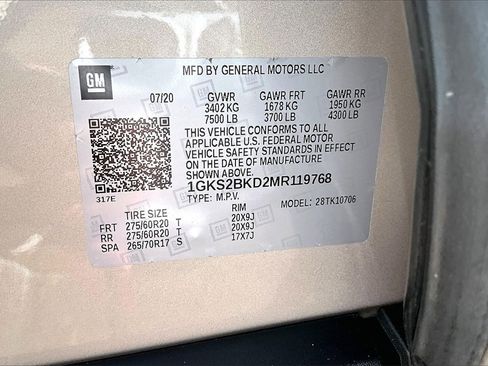 GM
MFD BY GENERAL MOTORS LLC
07/20 GVWR GAWR FRT GAWR RR
3402 KG 1678 KG 1950 KG
7500 LB 3700 LB 4300 LB
THIS VEHICLE CONFORMS TO ALL APPLICABLE
U.S. FEDERAL MOTOR
VEHICLE SAFETY STANDARDS IN EFFECT
ON THE DATE OF MANUFACTURE
SHOWN ABOVE.
317E
1GKS2BKD2MR119768
TYPE: M.P.V. MODEL: 28TK10706
TIRE SIZE RIM
FRT 275/60R20 T 20X9J
RR 275/60R20 T 20X9J
SPA 265/70R17 S 17X7J